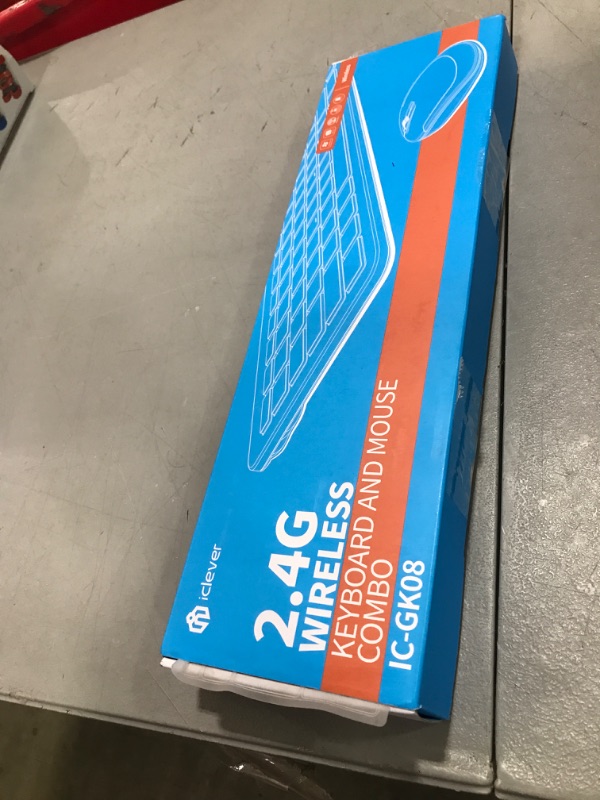 iclever
2.4G
WIRELESS
KEYBOARD AND MOUSE
COMBO
IC-GK08